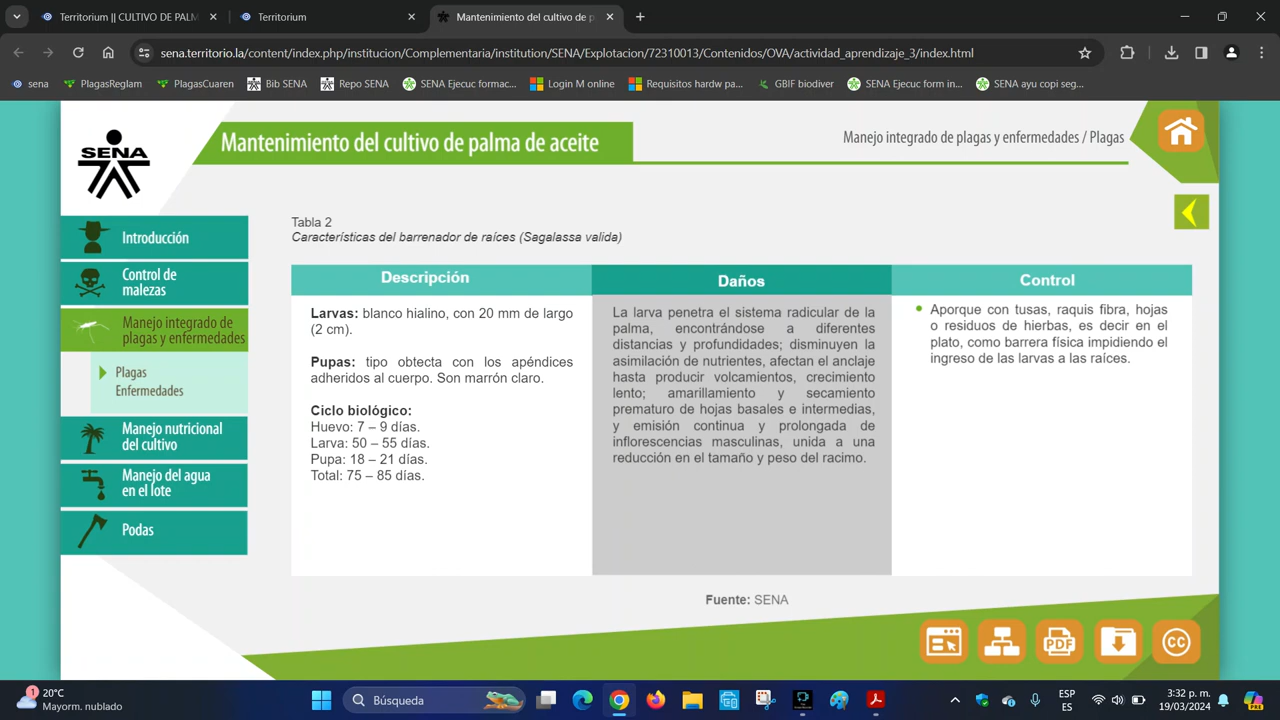 Territorium || CULTIVO DE PALM
Territorium
Mantenimiento del cultivo de p
sena.territorio.la/content/index.php/institucion/Complementaria/institution/SENA/Explotacion/72310013/Contenidos/OVA/actividad_aprendizaje_3/index.html
sena
PlagasReglam
PlagasCuaren
Bib SENA
Repo SENA
SENA Ejecuc formac...
Login M online
Requisitos hardw pa...
GBIF biodiver
SENA Ejecuc form in...
SENA ayu copi seg...
SENA
Mantenimiento del cultivo de palma de aceite
Manejo integrado de plagas y enfermedades / Plagas
Introducción
Control de
malezas
Manejo integrado de
plagas y enfermedades
Plagas
Enfermedades
Manejo nutricional
del cultivo
Manejo del agua
en el lote
Podas
Tabla 2
Características del barrenador de raíces (Sagalassa valida)
Descripción
Larvas: blanco hialino, con 20 mm de largo
(2 cm).
Pupas: tipo obtecta con los apéndices
adheridos al cuerpo. Son marrón claro.
Ciclo biológico:
Huevo: 7 – 9 días.
Larva: 50 – 55 días.
Pupa: 18 – 21 días.
Total: 75 – 85 días.
Daños
La larva penetra el sistema radicular de la
palma, encontrándose a diferentes
distancias y profundidades; disminuyen la
asimilación de nutrientes, afectan el anclaje
hasta producir volcamientos, crecimiento
lento; amarillamiento y secamiento
prematuro de hojas basales e intermedias,
y emisión continua y prolongada de
inflorescencias masculinas, unida a una
reducción en el tamaño y peso del racimo.
Control
Aporque con tusas, raquis fibra, hojas
o residuos de hierbas, es decir en el
plato, como barrera física impidiendo el
ingreso de las larvas a las raíces.
Fuente: SENA
PDF
CC
1
20°C
Mayorm. nublado
Búsqueda
ESP
ES
3:32 p. m.
19/03/2024
PRE